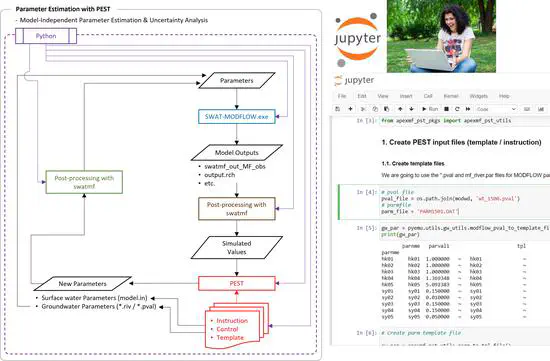 Parameter Estimation with PEST
- Model-Independent Parameter Estimation & Uncertainty Analysis
Python
Parameters
SWAT-MODFLOW.exe
Model Outputs
• swatmf_out_MF_obs
• output.rch
• etc.
Post-processing with
swatmf
Post-processing with
swatmf
Simulated
Values
New Parameters
PEST
• Surface water Parameters (model.in)
• Groundwater Parameters (*.riv / *.pval)
• Instruction
• Control
• Template
jupyter
jupyter
File Edit View Insert Cell Kernel Widgets Help
Run Code
In [3]: from apexmf_pst_pkgs import apexmf_pst_utils
1. Create PEST input files (template / instruction)
1.1. Create template files
We are only using the *.pval and *.river.par files for MODFLOW pa
In [4]: # pval file
pval_file = os.path.join(modwd, 'wt_1500.pval')
# parmfile
parm_file = 'PARM1501.DAT'
In [5]: gw_par = pyemu.utils.gw_utils.modflow_pval_to_template_fi
print(gw_par)
parnme parval1 tpl
parnme
hk01 hk01 1.000000 ~ hk01 ~
hk02 hk02 1.000000 ~ hk02 ~
hk03 hk03 1.000000 ~ hk03 ~
hk04 hk04 1.303348 ~ hk04 ~
hk05 hk05 5.092383 ~ hk05 ~
sy01 sy01 0.150000 ~ sy01 ~
sy02 sy02 0.010000 ~ sy02 ~
sy03 sy03 0.150000 ~ sy03 ~
sy04 sy04 0.150000 ~ sy04 ~
sy05 sy05 0.050000 ~ sy05 ~
In [6]: # Create parm template file